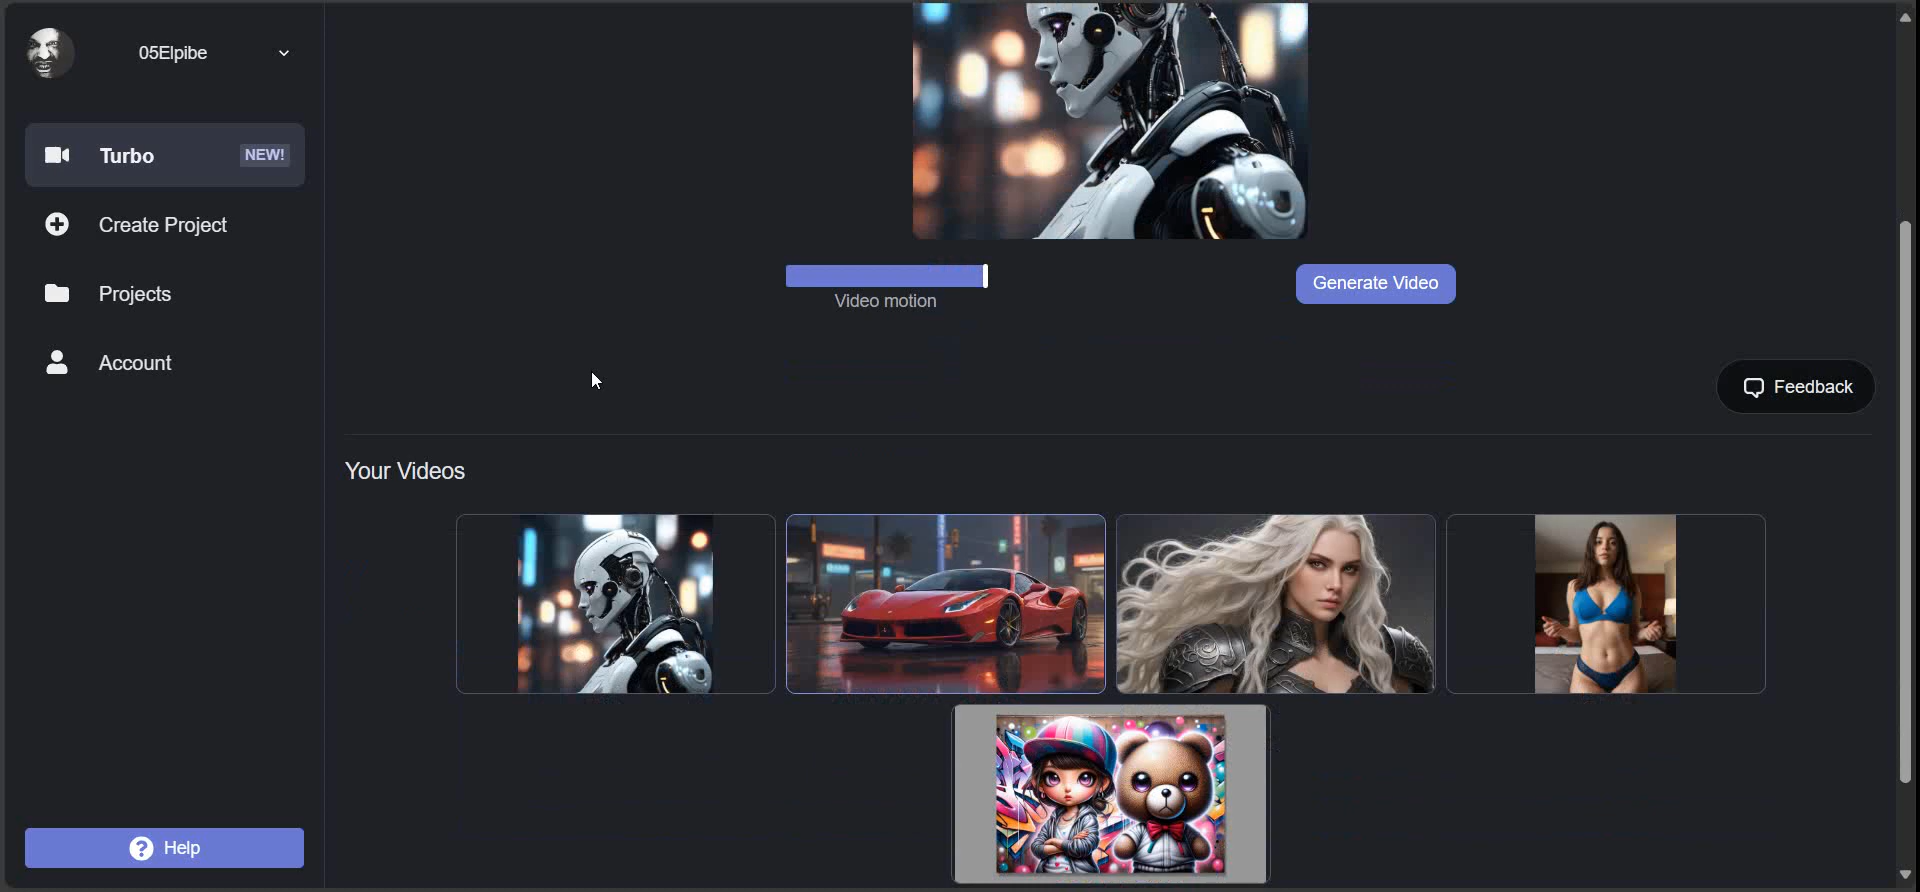 05Elpibe
Turbo
NEW!
Create Project
Projects
Account
Help
Video motion
Generate Video
Feedback
Your Videos